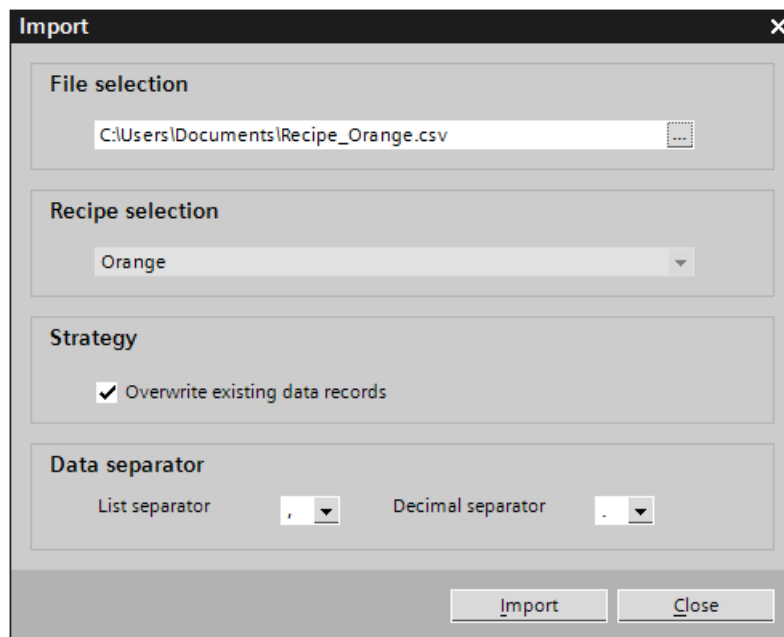 Import
File selection
C:\Users\Documents\Recipe_Orange.csv ...
Recipe selection
Orange
Strategy
Overwrite existing data records
Data separator
List separator , Decimal separator .
Import Close